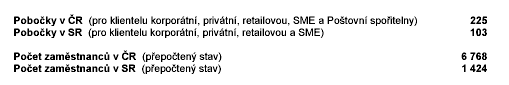 Pobočky v ČR (pro klientelu korporátní, privátní, retailovou, SME a Poštovní spořitelny) 225
Pobočky v SR (pro klientelu korporátní, privátní, retailovou a SME) 103
Počet zaměstnanců v ČR (přepočtený stav) 6 768
Počet zaměstnanců v SR (přepočtený stav) 1 424